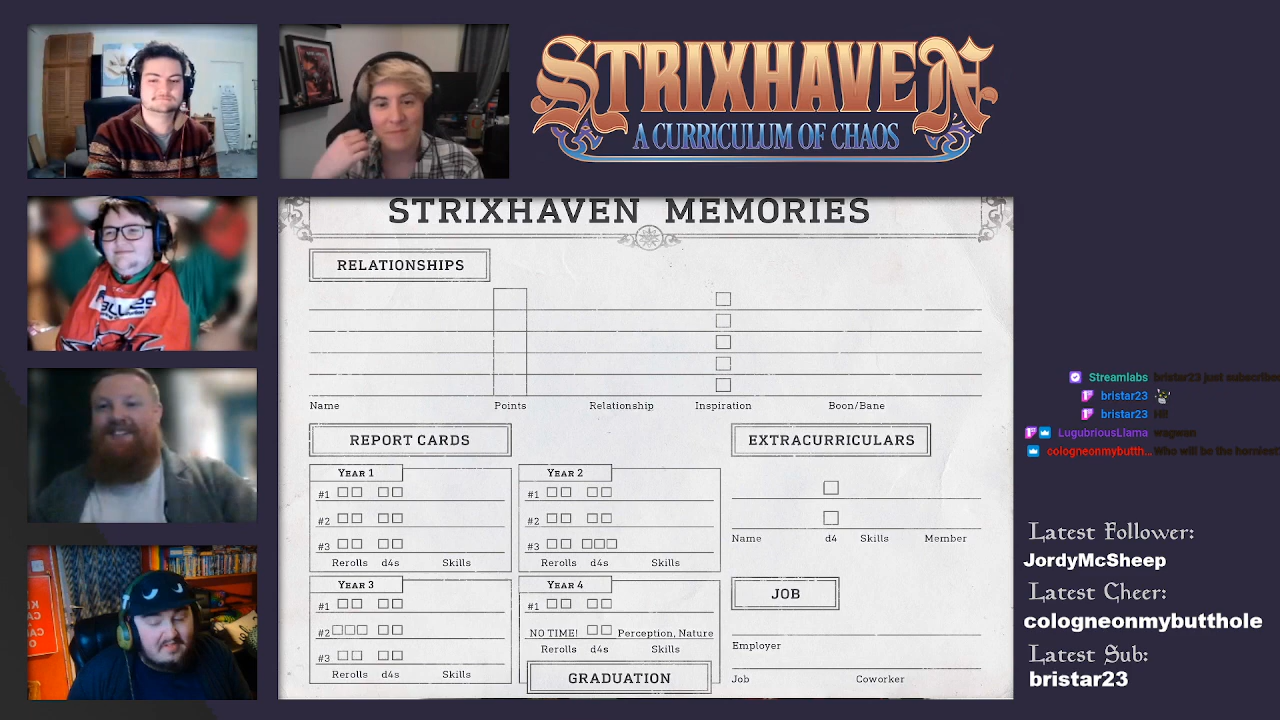 STRIXHAVEN
A CURRICULUM OF CHAOS
STRIXHAVEN MEMORIES
RELATIONSHIPS
Name Points Relationship Inspiration Boon/Bane
REPORT CARDS
EXTRACURRICULARS
YEAR 1
#1
#2
#3
Rerolls d4s Skills
YEAR 2
#1
#2
#3
Rerolls d4s Skills
Name d4 Skills Member
YEAR 3
#1
#2
#3
Rerolls d4s Skills
YEAR 4
#1
NO TIME! Perception, Nature
Rerolls d4s Skills
GRADUATION
JOB
Employer
Job Coworker
Streamlabs bristar23 just subscribe
bristar23
bristar23 Hi!
LugubriousLlama wagwan
cologneonmybutth... Who will be the horniest
Latest Follower:
JordyMcSheep
Latest Cheer:
cologneonmybutthole
Latest Sub:
bristar23